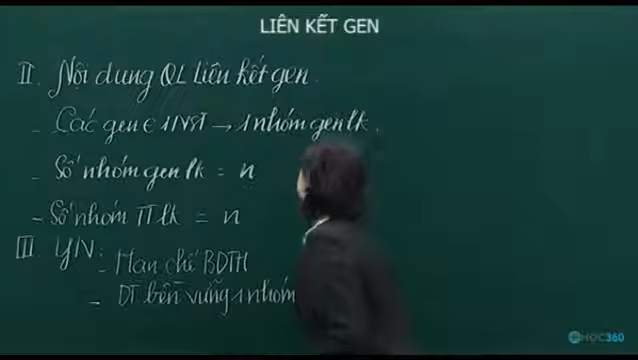 LIÊN KẾT GEN
II. Nội dung QL Liên kết gen.
- Các gen ∈ 1 NST → 1 nhóm gen lk.
- Số nhóm gen lk = n
- Số nhóm TT lk = n
III YN:
- Hạn chế BDTH
- DT bền vững 1 nhóm
HOC360